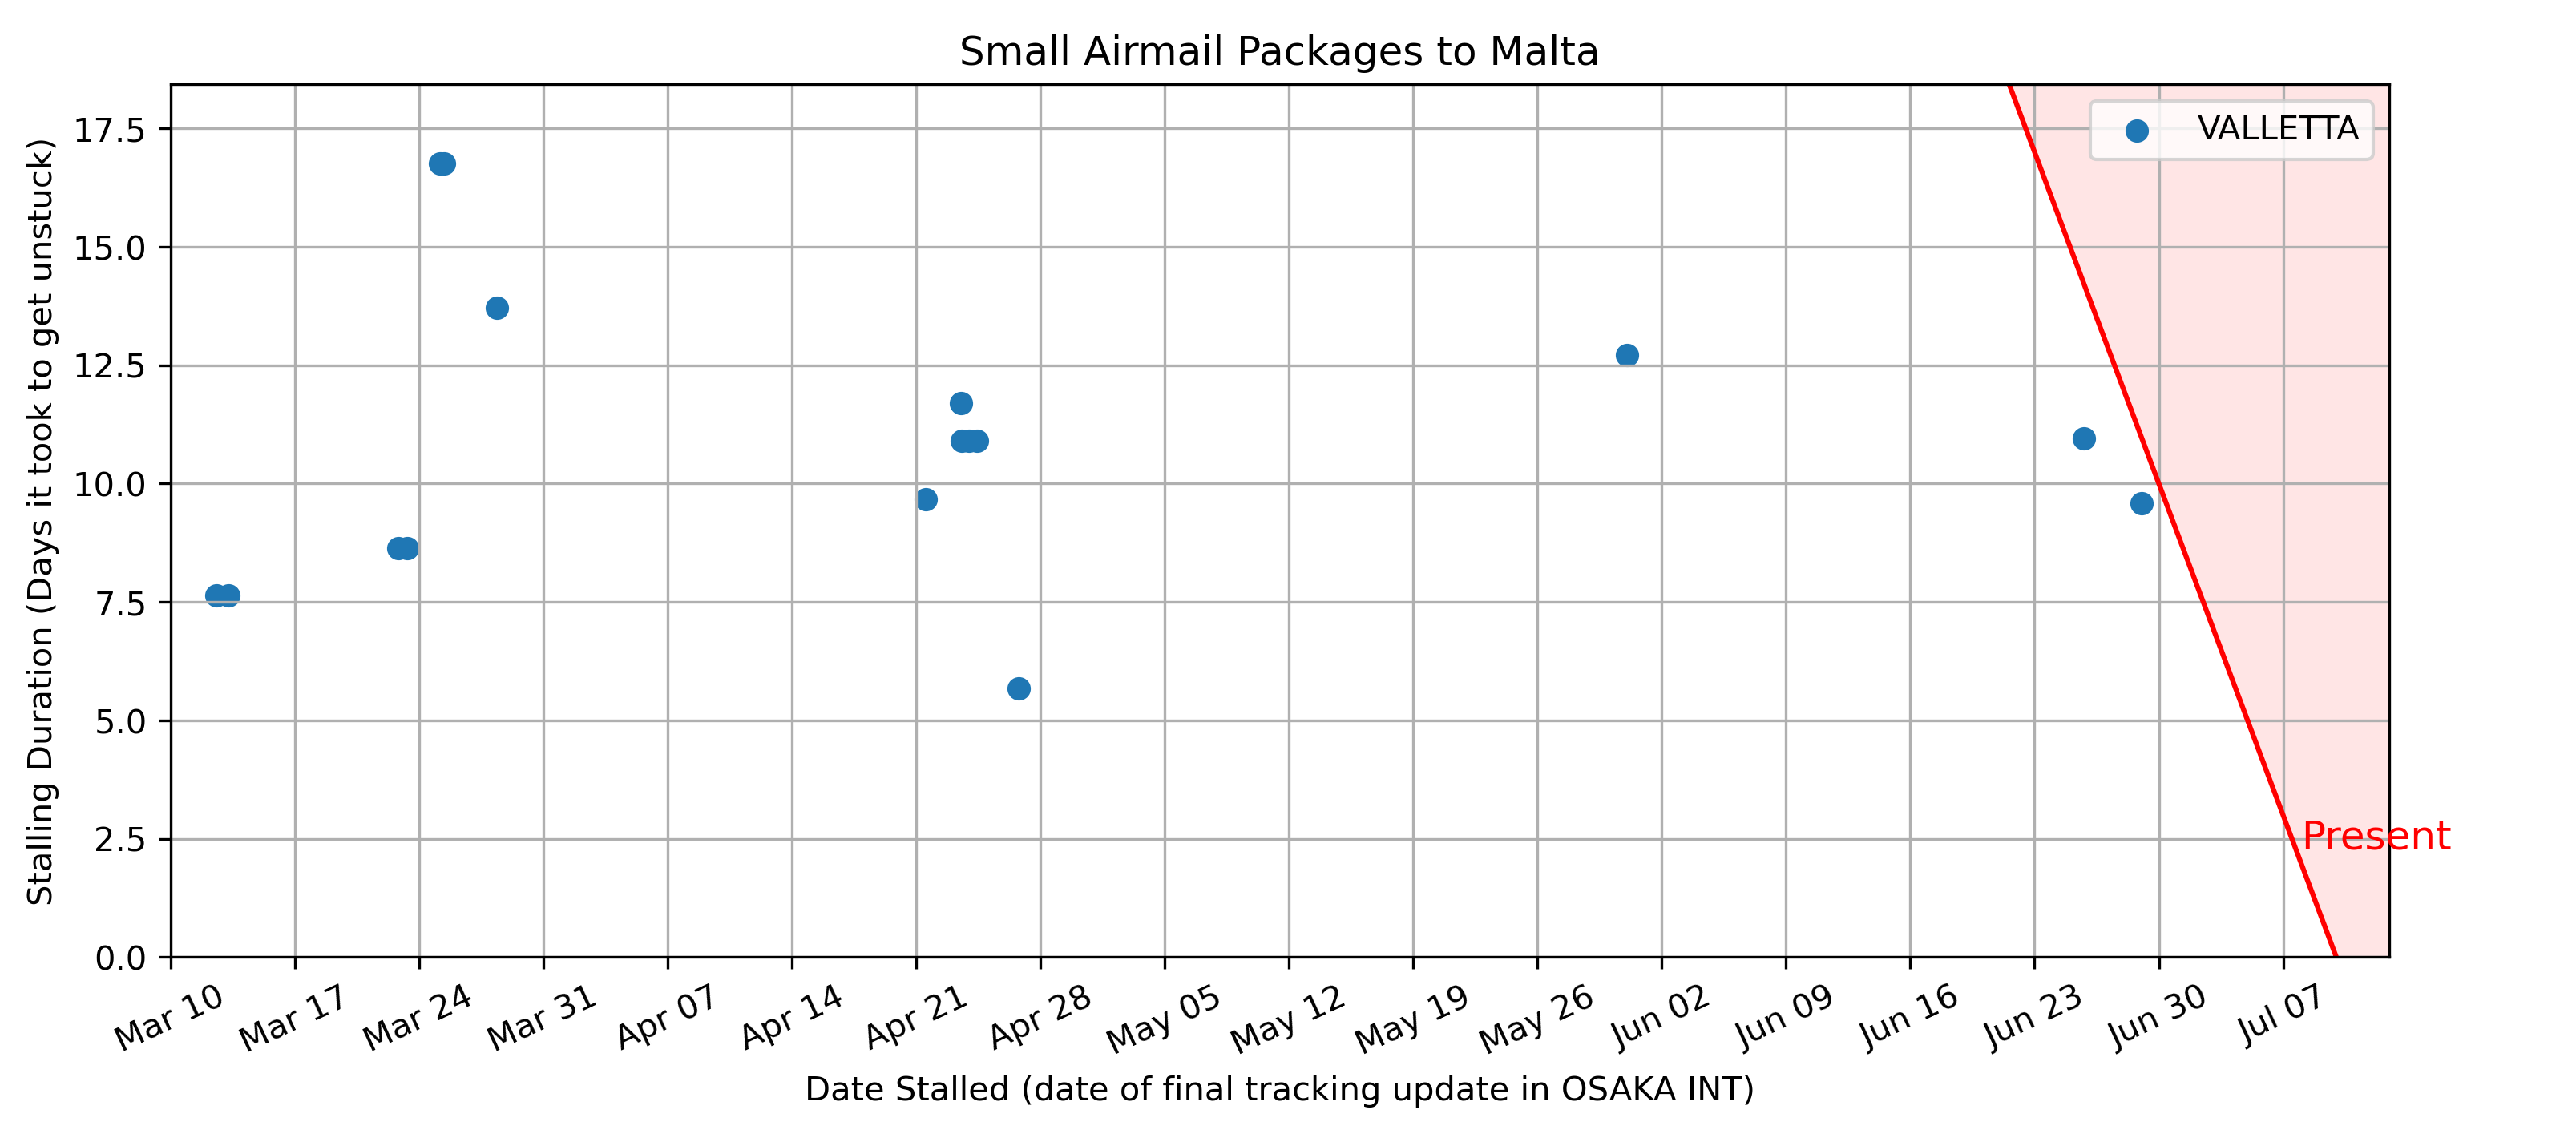 Small Airmail Packages to Malta
VALLETTA
Stalling Duration (Days it took to get unstuck)
17.5
15.0
12.5
10.0
7.5
5.0
2.5
0.0
Present
Mar 10
Mar 17
Mar 24
Mar 31
Apr 07
Apr 14
Apr 21
Apr 28
May 05
May 12
May 19
May 26
Jun 02
Jun 09
Jun 16
Jun 23
Jun 30
Jul 07
Date Stalled (date of final tracking update in OSAKA INT)